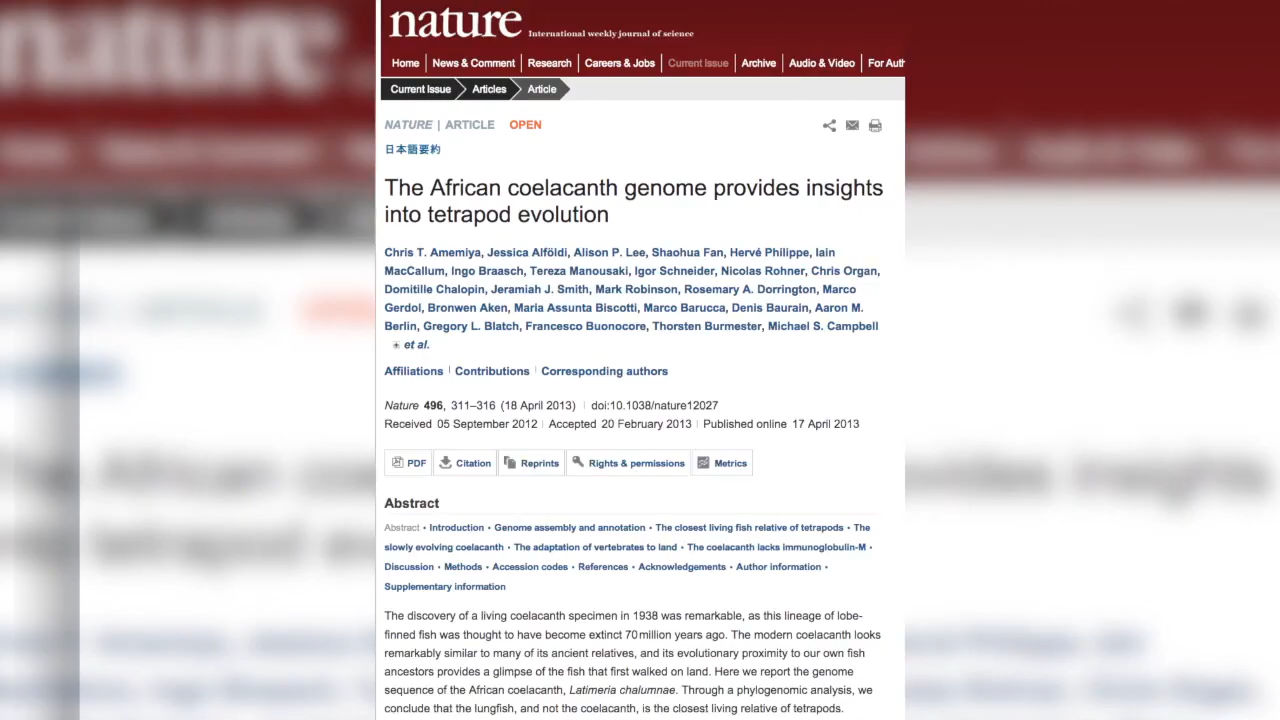 nature International weekly journal of science
Home News & Comment Research Careers & Jobs Current Issue Archive Audio & Video For Auth
Current Issue Articles Article
NATURE | ARTICLE OPEN
日本語要約
The African coelacanth genome provides insights
into tetrapod evolution
Chris T. Amemiya, Jessica Alföldi, Alison P. Lee, Shaohua Fan, Hervé Philippe, Iain
MacCallum, Ingo Braasch, Tereza Manousaki, Igor Schneider, Nicolas Rohner, Chris Organ,
Domitille Chalopin, Jeramiah J. Smith, Mark Robinson, Rosemary A. Dorrington, Marco
Gerdol, Bronwen Aken, Maria Assunta Biscotti, Marco Barucca, Denis Baurain, Aaron M.
Berlin, Gregory L. Blatch, Francesco Buonocore, Thorsten Burmester, Michael S. Campbell
et al.
Affiliations | Contributions | Corresponding authors
Nature 496, 311–316 (18 April 2013) | doi:10.1038/nature12027
Received 05 September 2012 | Accepted 20 February 2013 | Published online 17 April 2013
PDF Citation Reprints Rights & permissions Metrics
Abstract
Abstract • Introduction • Genome assembly and annotation • The closest living fish relative of tetrapods • The
slowly evolving coelacanth • The adaptation of vertebrates to land • The coelacanth lacks immunoglobulin-M •
Discussion • Methods • Accession codes • References • Acknowledgements • Author information •
Supplementary information
The discovery of a living coelacanth specimen in 1938 was remarkable, as this lineage of lobe-
finned fish was thought to have become extinct 70 million years ago. The modern coelacanth looks
remarkably similar to many of its ancient relatives, and its evolutionary proximity to our own fish
ancestors provides a glimpse of the fish that first walked on land. Here we report the genome
sequence of the African coelacanth, Latimeria chalumnae. Through a phylogenomic analysis, we
conclude that the lungfish, and not the coelacanth, is the closest living relative of tetrapods.